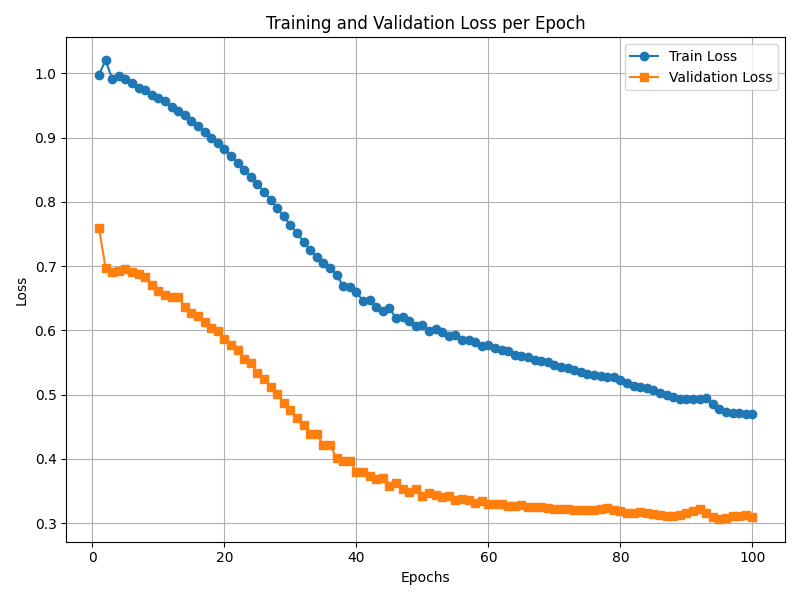 Training and Validation Loss per Epoch
Train Loss
Validation Loss
1.0
0.9
0.8
0.7
0.6
0.5
0.4
0.3
Loss
0 20 40 60 80 100
Epochs